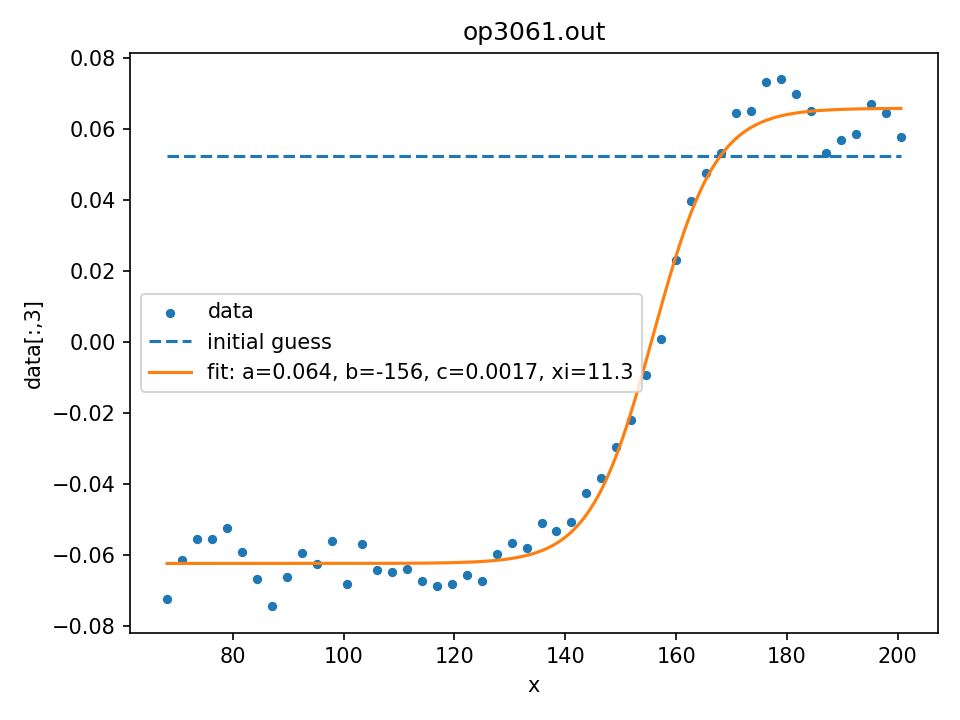 op3061.out
0.08
0.06
0.04
0.02
0.00
−0.02
−0.04
−0.06
−0.08
data[:,3]
data
initial guess
fit: a=0.064, b=-156, c=0.0017, xi=11.3
80 100 120 140 160 180 200
x